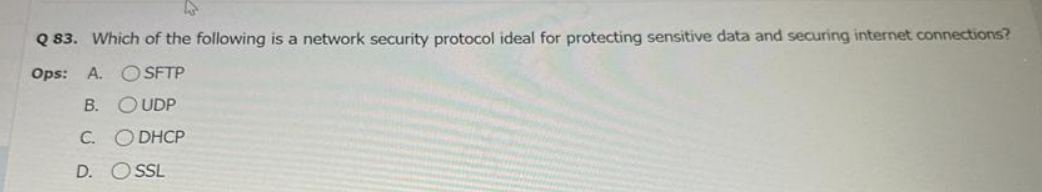 Q 83. Which of the following is a network security protocol ideal for protecting sensitive data and securing internet connections?
Ops: A. SFTP
B. UDP
C. DHCP
D. SSL